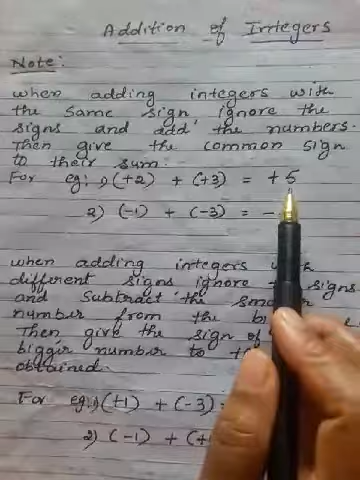 Addition of Integers
Note:
when adding integers with
the same sign ignore the
signs and add the numbers.
Then give the common sign
to their sum:
For eg: 1) (+2) + (+3) = +5
2) (-1) + (-3) = -
when adding integers
different signs ignore signs
and subtract the
number from the
Then give the sign of
bigger number to
obtained.
For eg: 1) (+1) + (-3) =
2) (-1) + (+